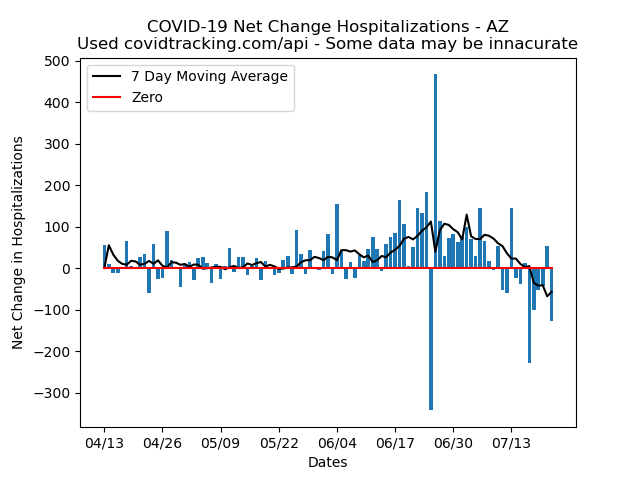 COVID-19 Net Change Hospitalizations - AZ
Used covidtracking.com/api - Some data may be innacurate
7 Day Moving Average
Zero
Net Change in Hospitalizations
500
400
300
200
100
0
−100
−200
−300
04/13 04/26 05/09 05/22 06/04 06/17 06/30 07/13
Dates